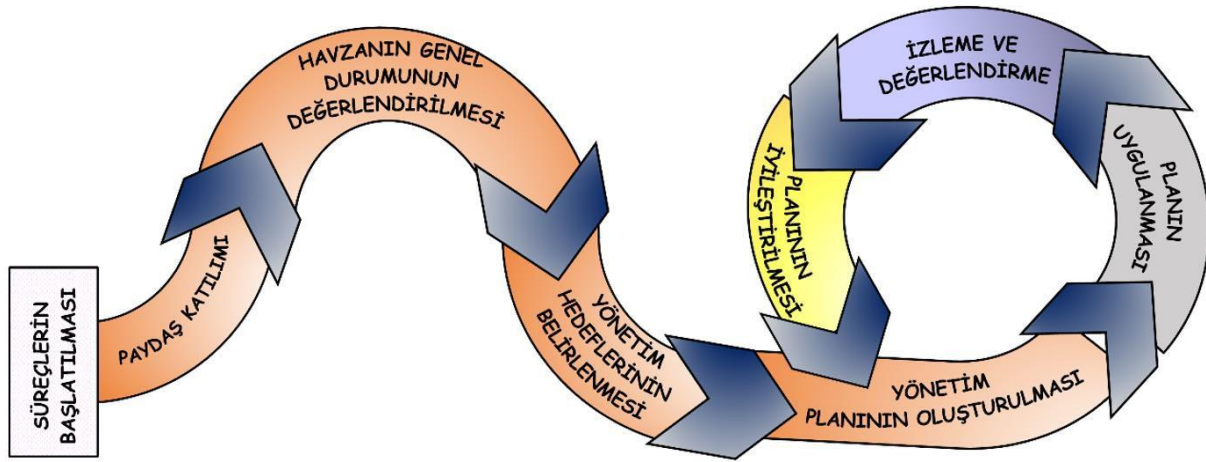 SÜREÇLERİN
BAŞLATILMASI
PAYDAŞ KATILIMI
HAVZANIN GENEL
DURUMUNUN
DEĞERLENDİRİLMESİ
YÖNETİM
HEDEFLERİNİN
BELİRLENMESİ
YÖNETİM
PLANININ OLUŞTURULMASI
PLANIN
UYGULANMASI
İZLEME VE
DEĞERLENDİRME
PLANININ
İYİLEŞTİRİLMESİ